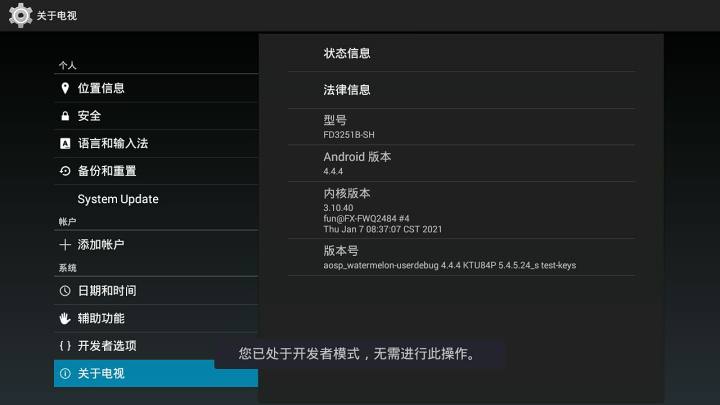 关于电视
个人
位置信息
安全
A 语言和输入法
备份和重置
System Update
帐户
添加帐户
系统
日期和时间
辅助功能
{ } 开发者选项
关于电视
状态信息
法律信息
型号
FD3251B-SH
Android 版本
4.4.4
内核版本
3.10.40
fun@FX-FWQ2484 #4
Thu Jan 7 08:37:07 CST 2021
版本号
aosp_watermelon-userdebug 4.4.4 KTU84P 5.4.5.24_s test-keys
您已处于开发者模式，无需进行此操作。